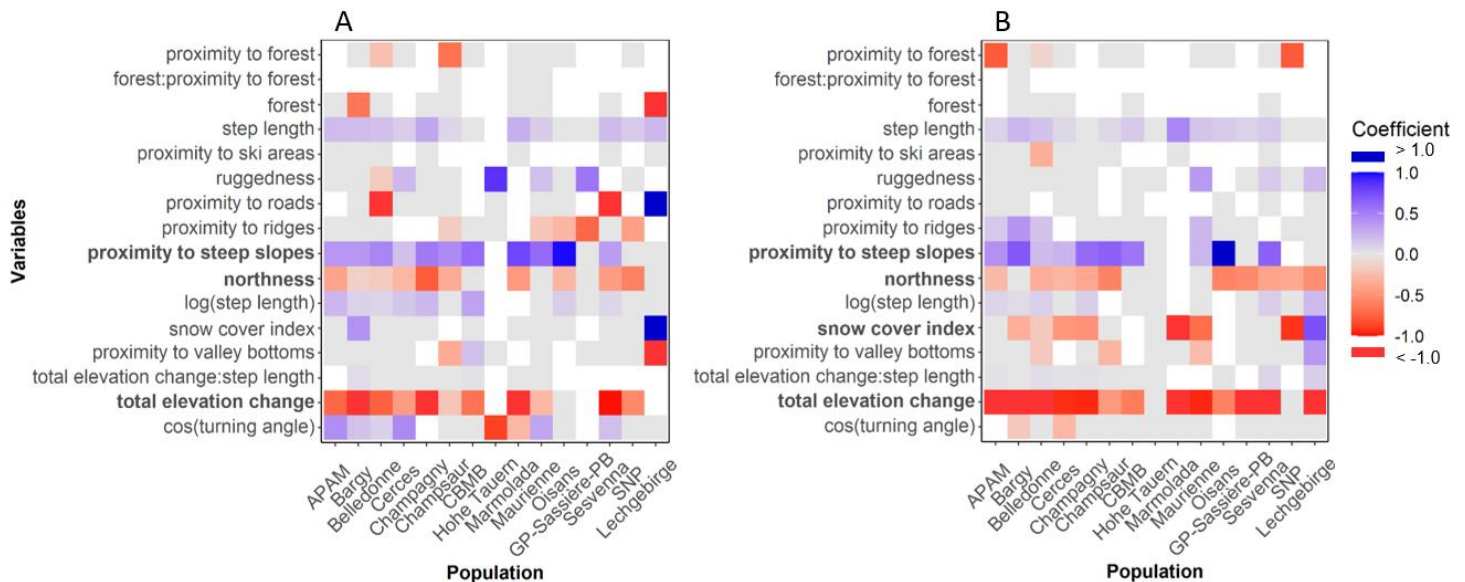 A
proximity to forest
forest:proximity to forest
forest
step length
proximity to ski areas
ruggedness
proximity to roads
proximity to ridges
proximity to steep slopes
northness
log(step length)
snow cover index
proximity to valley bottoms
total elevation change:step length
total elevation change
cos(turning angle)
Variables
APAM
Bargy
Belledonne
Cerces
Champagny
Champsaur
CBMB
Hohe Tauern
Marmolada
Maurienne
Oisans
GP-Sassière-PB
Sesvenna
SNP
Lechgebirge
Population
B
proximity to forest
forest:proximity to forest
forest
step length
proximity to ski areas
ruggedness
proximity to roads
proximity to ridges
proximity to steep slopes
northness
log(step length)
snow cover index
proximity to valley bottoms
total elevation change:step length
total elevation change
cos(turning angle)
APAM
Bargy
Belledonne
Cerces
Champagny
Champsaur
CBMB
Hohe Tauern
Marmolada
Maurienne
Oisans
GP-Sassière-PB
Sesvenna
SNP
Lechgebirge
Population
Coefficient
> 1.0
1.0
0.5
0.0
-0.5
-1.0
< -1.0